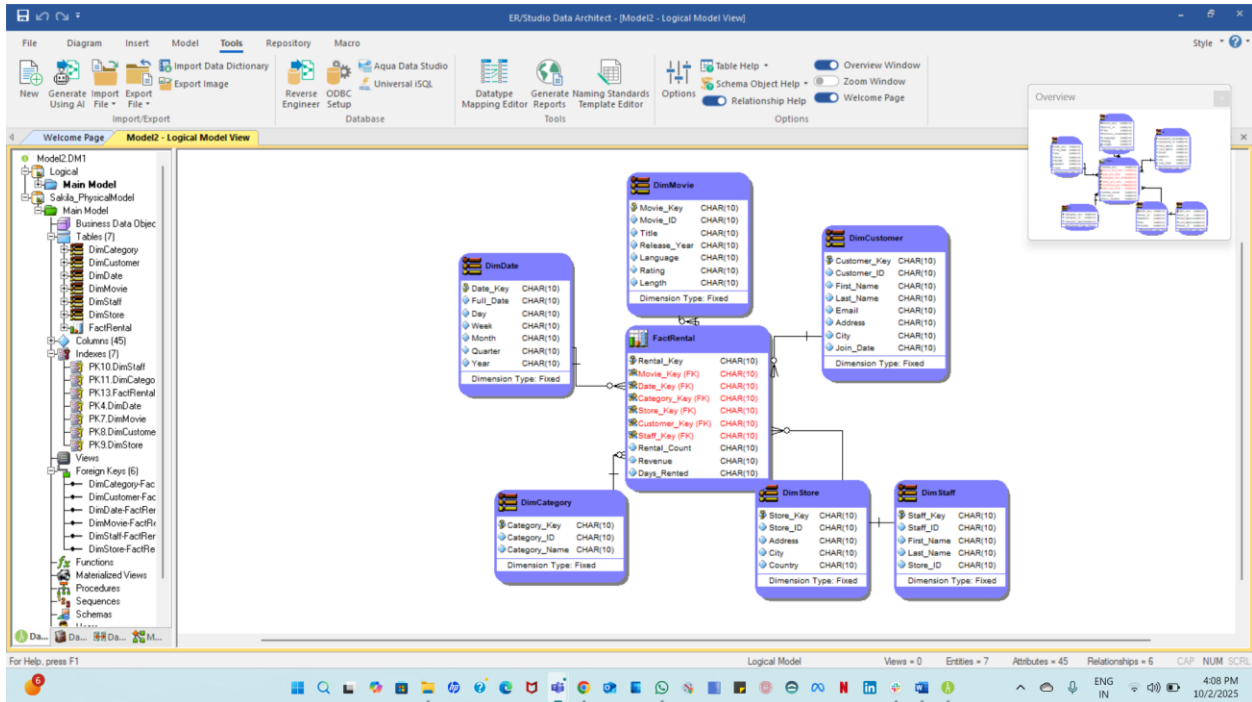 ER/Studio Data Architect - [Model2 - Logical Model View]
File Diagram Insert Model Tools Repository Macro
Style
New
Generate Using AI
Import File
Export File
Import Data Dictionary
Export Image
Import/Export
Reverse Engineer
ODBC Setup
Aqua Data Studio
Universal iSQL
Database
Datatype Mapping Editor
Generate Reports
Naming Standards Template Editor
Tools
Options
Table Help
Schema Object Help
Relationship Help
Overview Window
Zoom Window
Welcome Page
Options
Overview
Welcome Page
Model2 - Logical Model View
Model2.DM1
Logical
Main Model
Sakila_PhysicalModel
Main Model
Business Data Objec
Tables (7)
DimCategory
DimCustomer
DimDate
DimMovie
DimStaff
DimStore
FactRental
Columns (45)
Indexes (7)
PK10.DimStaff
PK11.DimCatego
PK13.FactRental
PK4.DimDate
PK7.DimMovie
PK8.DimCustome
PK9.DimStore
Views
Foreign Keys (6)
DimCategory-Fac
DimCustomer-Fac
DimDate-FactRer
DimMovie-FactRe
DimStaff-FactRer
DimStore-FactRe
Functions
Materialized Views
Procedures
Sequences
Schemas
Da... Da... Da... M...
DimMovie
Movie_Key CHAR(10)
Movie_ID CHAR(10)
Title CHAR(10)
Release_Year CHAR(10)
Language CHAR(10)
Rating CHAR(10)
Length CHAR(10)
Dimension Type: Fixed
DimCustomer
Customer_Key CHAR(10)
Customer_ID CHAR(10)
First_Name CHAR(10)
Last_Name CHAR(10)
Email CHAR(10)
Address CHAR(10)
City CHAR(10)
Join_Date CHAR(10)
Dimension Type: Fixed
DimDate
Date_Key CHAR(10)
Full_Date CHAR(10)
Day CHAR(10)
Week CHAR(10)
Month CHAR(10)
Quarter CHAR(10)
Year CHAR(10)
Dimension Type: Fixed
FactRental
Rental_Key CHAR(10)
Movie_Key (FK) CHAR(10)
Date_Key (FK) CHAR(10)
Category_Key (FK) CHAR(10)
Store_Key (FK) CHAR(10)
Customer_Key (FK) CHAR(10)
Staff_Key (FK) CHAR(10)
Rental_Count CHAR(10)
Revenue CHAR(10)
Days_Rented CHAR(10)
DimCategory
Category_Key CHAR(10)
Category_ID CHAR(10)
Category_Name CHAR(10)
Dimension Type: Fixed
DimStore
Store_Key CHAR(10)
Store_ID CHAR(10)
Address CHAR(10)
City CHAR(10)
Country CHAR(10)
Dimension Type: Fixed
DimStaff
Staff_Key CHAR(10)
Staff_ID CHAR(10)
First_Name CHAR(10)
Last_Name CHAR(10)
Store_ID CHAR(10)
Dimension Type: Fixed
For Help, press F1
Logical Model Views = 0 Entities = 7 Attributes = 45 Relationships = 6 CAP NUM SCRL
6
ENG
IN
4:08 PM
10/2/2025